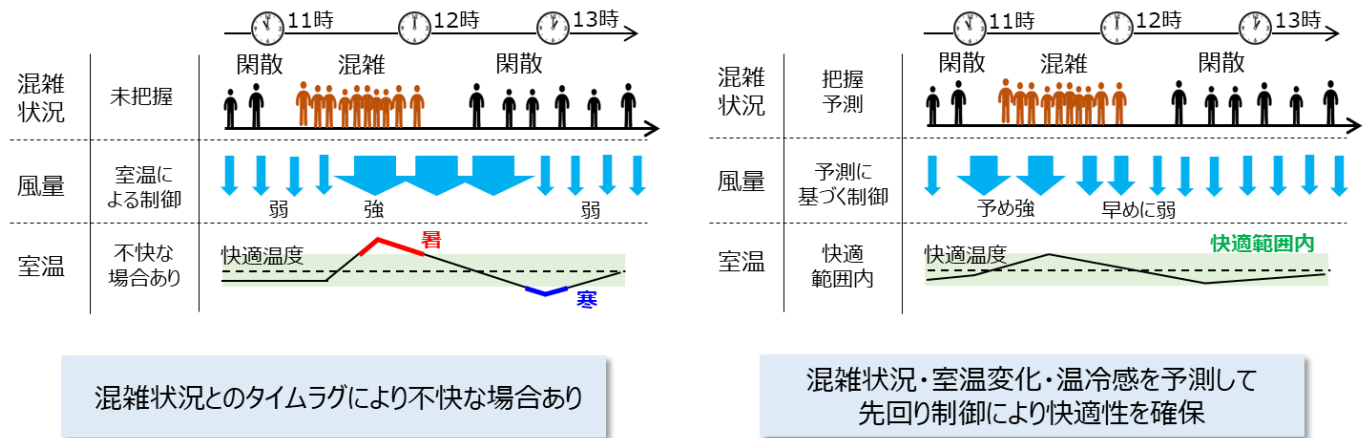 11時 12時 13時
閑散 混雑 閑散
混雑
状況
未把握
風量
室温に
よる制御
弱 強 弱
室温
不快な
場合あり
快適温度
暑
寒
混雑状況とのタイムラグにより不快な場合あり
11時 12時 13時
閑散 混雑 閑散
混雑
状況
把握
予測
風量
予測に
基づく制御
予め強 早めに弱
室温
快適
範囲内
快適温度
快適範囲内
混雑状況・室温変化・温冷感を予測して
先回り制御により快適性を確保